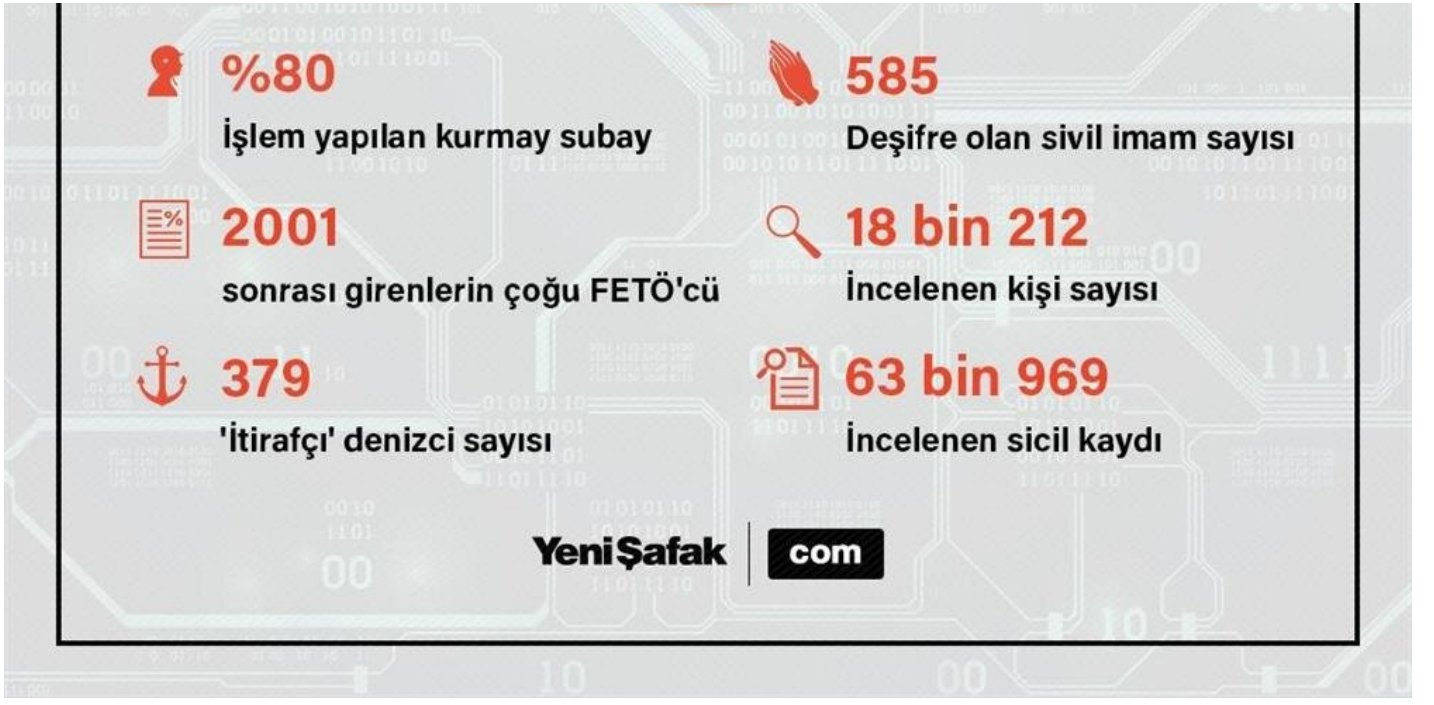 %80
İşlem yapılan kurmay subay
585
Deşifre olan sivil imam sayısı
2001
sonrası girenlerin çoğu FETÖ'cü
18 bin 212
İncelenen kişi sayısı
379
'İtirafçı' denizci sayısı
63 bin 969
İncelenen sicil kaydı
YeniŞafak com